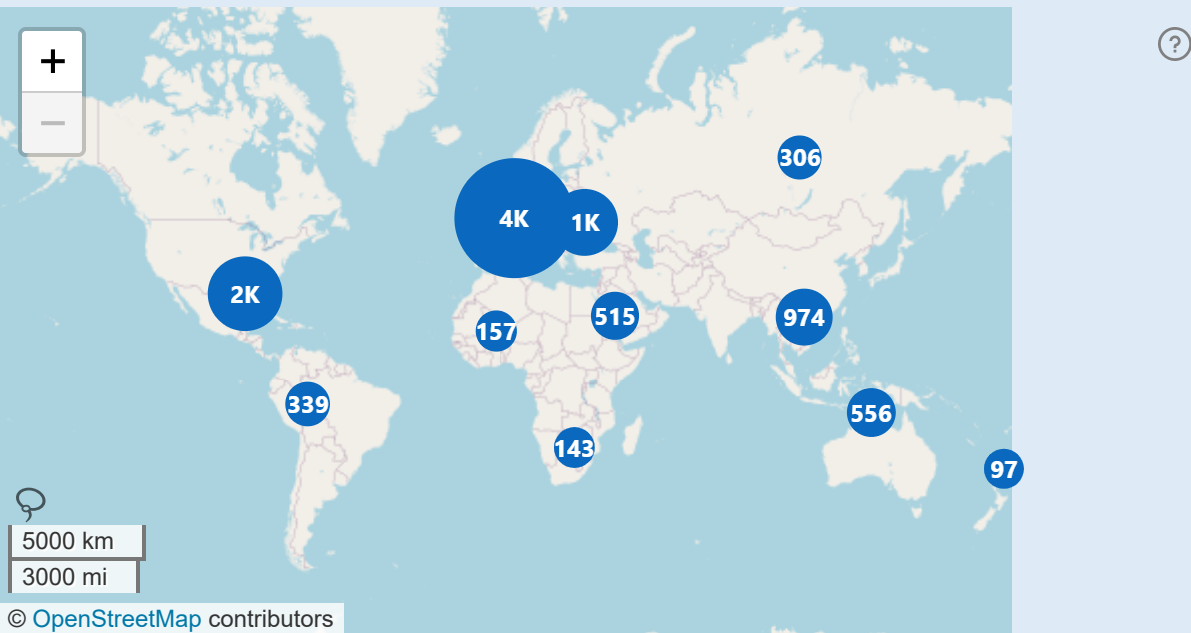 +
−
?
306
4K
1K
2K
515
974
157
339
556
143
97
5000 km
3000 mi
© OpenStreetMap contributors